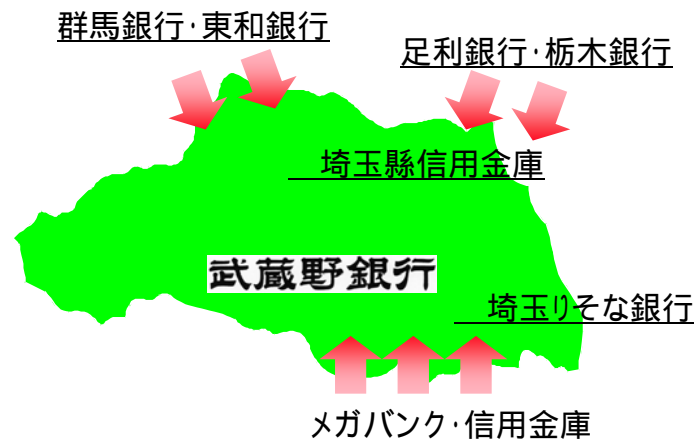 群馬銀行・東和銀行
足利銀行・栃木銀行
埼玉縣信用金庫
武蔵野銀行
埼玉りそな銀行
メガバンク・信用金庫